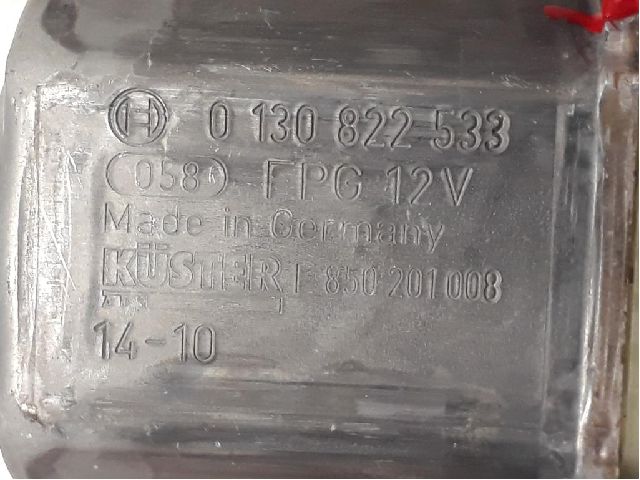 0 130 822 533
058 FPG 12V
Made in Germany
KÜSTER 850 201 008
14-10